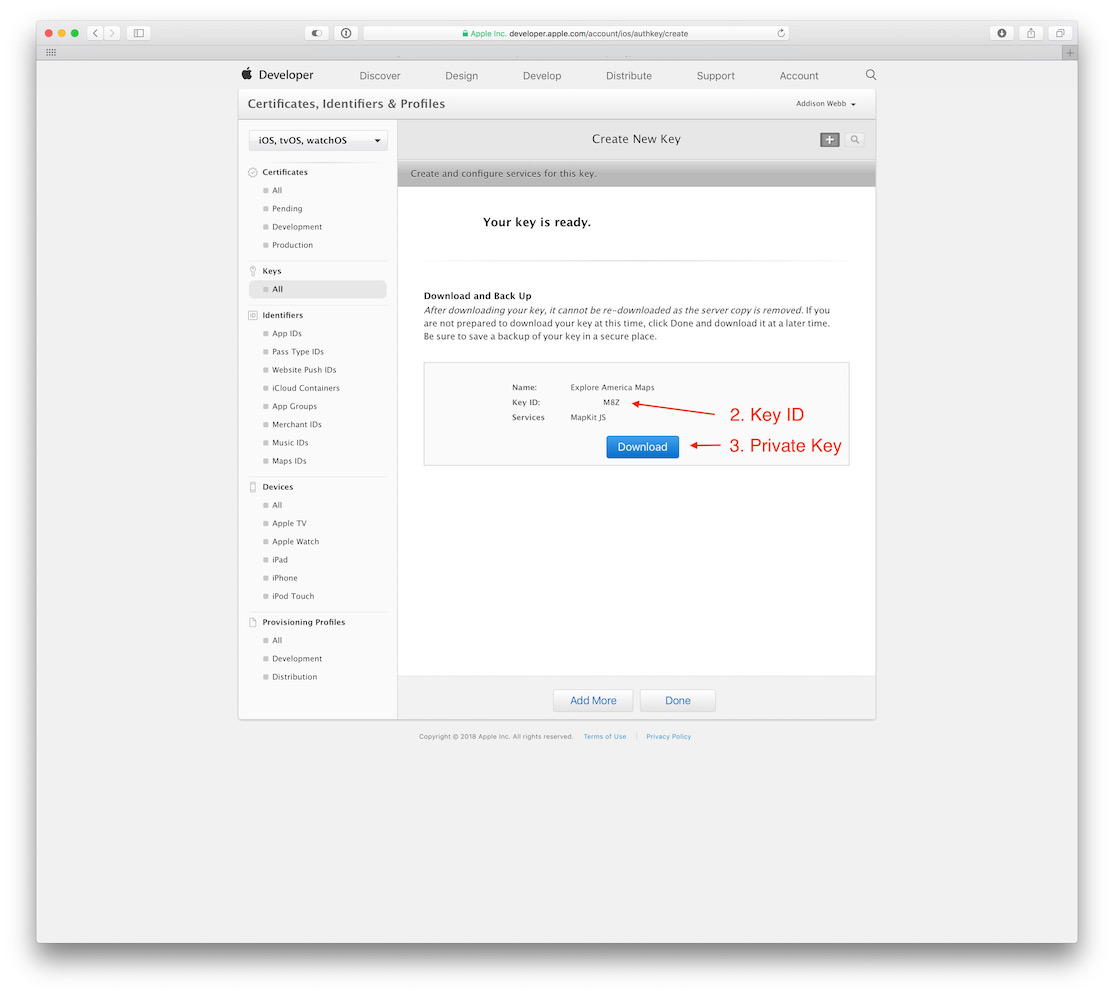 Apple Inc. developer.apple.com/account/ios/authkey/create
Developer
Discover
Design
Develop
Distribute
Support
Account
Certificates, Identifiers & Profiles
Addison Webb
iOS, tvOS, watchOS
Certificates
All
Pending
Development
Production
Keys
All
ID Identifiers
App IDs
Pass Type IDs
Website Push IDs
iCloud Containers
App Groups
Merchant IDs
Music IDs
Maps IDs
Devices
All
Apple TV
Apple Watch
iPad
iPhone
iPod Touch
Provisioning Profiles
All
Development
Distribution
Create New Key
Create and configure services for this key.
Your key is ready.
Download and Back Up
After downloading your key, it cannot be re-downloaded as the server copy is removed. If you
are not prepared to download your key at this time, click Done and download it at a later time.
Be sure to save a backup of your key in a secure place.
Name: Explore America Maps
Key ID: M8Z
2. Key ID
Services MapKit JS
Download
3. Private Key
Add More
Done
Copyright © 2018 Apple Inc. All rights reserved. Terms of Use Privacy Policy